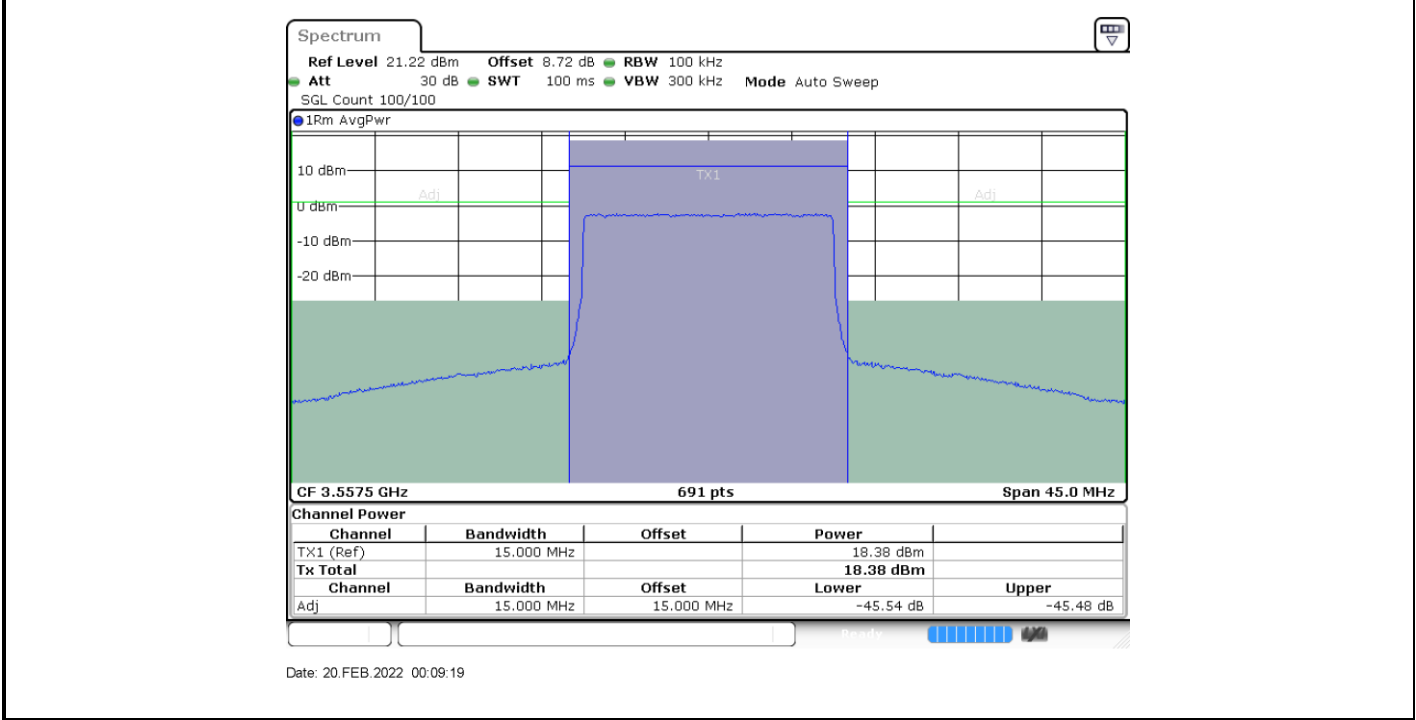 Spectrum
Ref Level 21.22 dBm Offset 8.72 dB RBW 100 kHz
Att 30 dB SWT 100 ms VBW 300 kHz Mode Auto Sweep
SGL Count 100/100
1Rm AvgPwr
10 dBm
TX1
Adj Adj
0 dBm
-10 dBm
-20 dBm
CF 3.5575 GHz 691 pts Span 45.0 MHz
Channel Power
Channel Bandwidth Offset Power
TX1 (Ref) 15.000 MHz 18.38 dBm
Tx Total 18.38 dBm
Channel Bandwidth Offset Lower Upper
Adj 15.000 MHz 15.000 MHz -45.54 dB -45.48 dB
Ready
Date: 20.FEB.2022 00:09:19